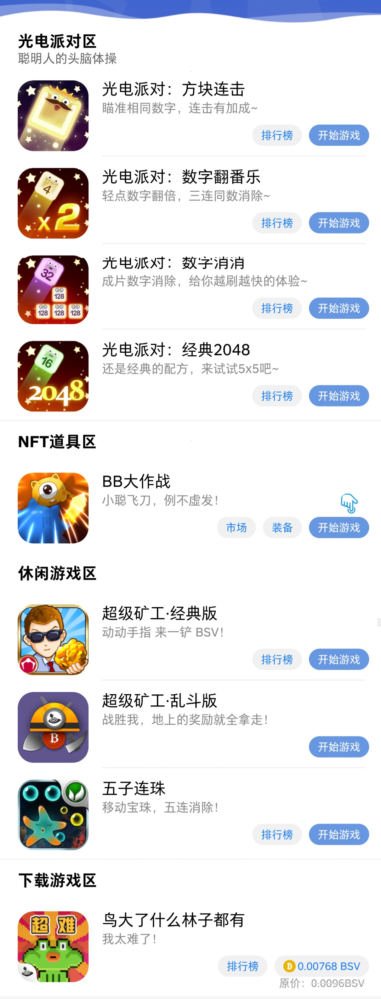 光电派对区
聪明人的头脑体操
光电派对：方块连击
瞄准相同数字，连击有加成~
排行榜
开始游戏
4
x2
光电派对：数字翻番乐
轻点数字翻倍，三连同数消除~
排行榜
开始游戏
32
128
128 128 128
光电派对：数字消消
成片数字消除，给你越刷越快的体验~
排行榜
开始游戏
16
2048
光电派对：经典2048
还是经典的配方，来试试5x5吧~
排行榜
开始游戏
NFT道具区
BB大作战
小聪飞刀，例不虚发！
市场
装备
开始游戏
休闲游戏区
超级矿工·经典版
动动手指 来一铲 BSV！
排行榜
开始游戏
超级矿工·乱斗版
战胜我，地上的奖励就全拿走！
开始游戏
五子连珠
移动宝珠，五连消除！
排行榜
开始游戏
下载游戏区
超难
鸟大了什么林子都有
我太难了！
排行榜
0.00768 BSV
原价：0.0096BSV